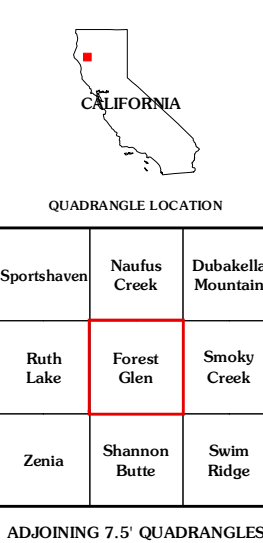 CALIFORNIA
QUADRANGLE LOCATION
Sportshaven
Naufus
Creek
Dubakella
Mountain
Ruth
Lake
Forest
Glen
Smoky
Creek
Zenia
Shannon
Butte
Swim
Ridge
ADJOINING 7.5' QUADRANGLES